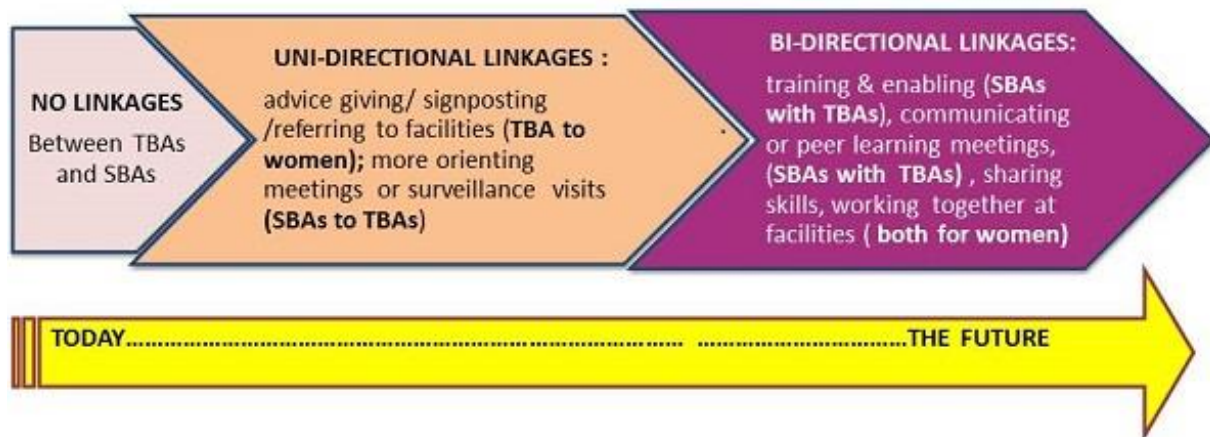 NO LINKAGES
Between TBAs
and SBAs
UNI-DIRECTIONAL LINKAGES :
advice giving/ signposting
/referring to facilities (TBA to
women); more orienting
meetings or surveillance visits
(SBAs to TBAs)
.
BI-DIRECTIONAL LINKAGES:
training & enabling (SBAs
with TBAs), communicating
or peer learning meetings,
(SBAs with TBAs) , sharing
skills, working together at
facilities ( both for women)
TODAY........................................................................................ .................................THE FUTURE